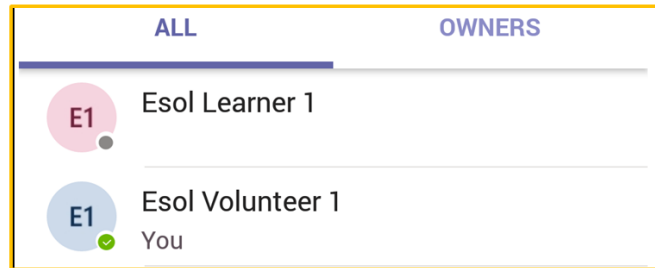 ALL OWNERS
E1 Esol Learner 1
E1 Esol Volunteer 1
You